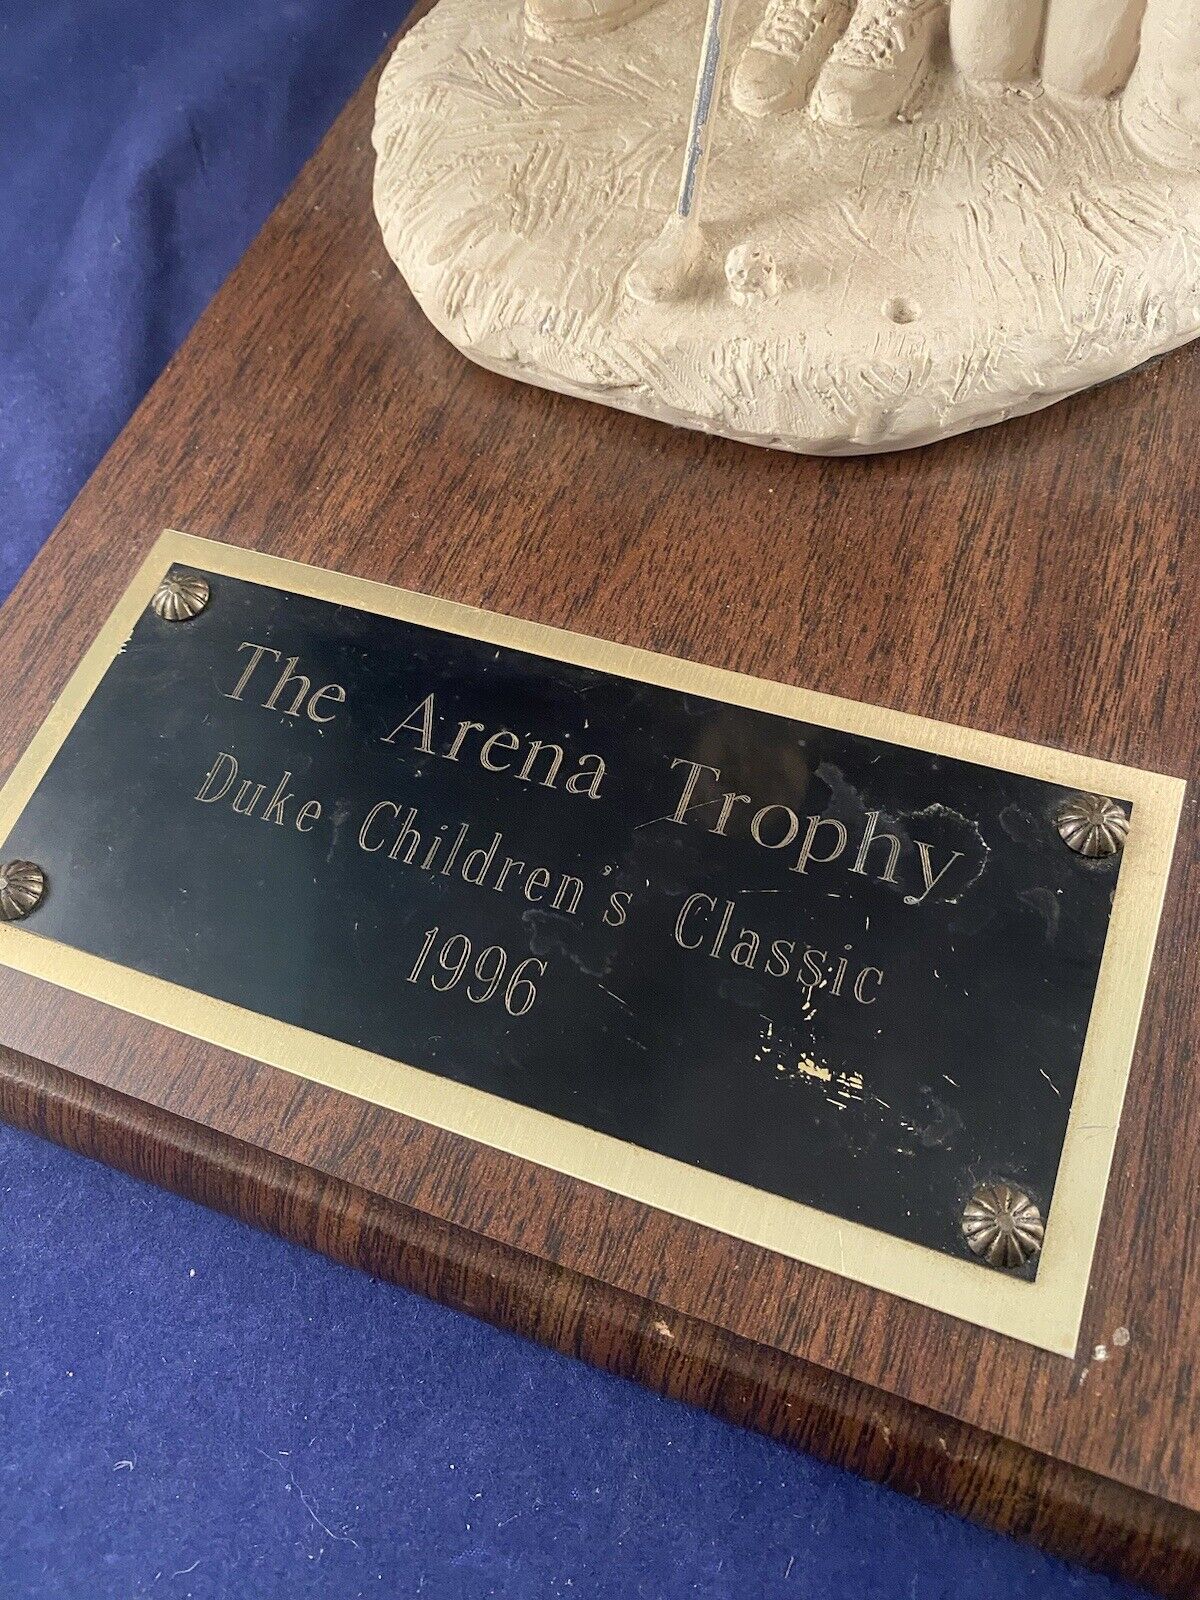 The Arena Trophy
Duke Children's Classic
1996